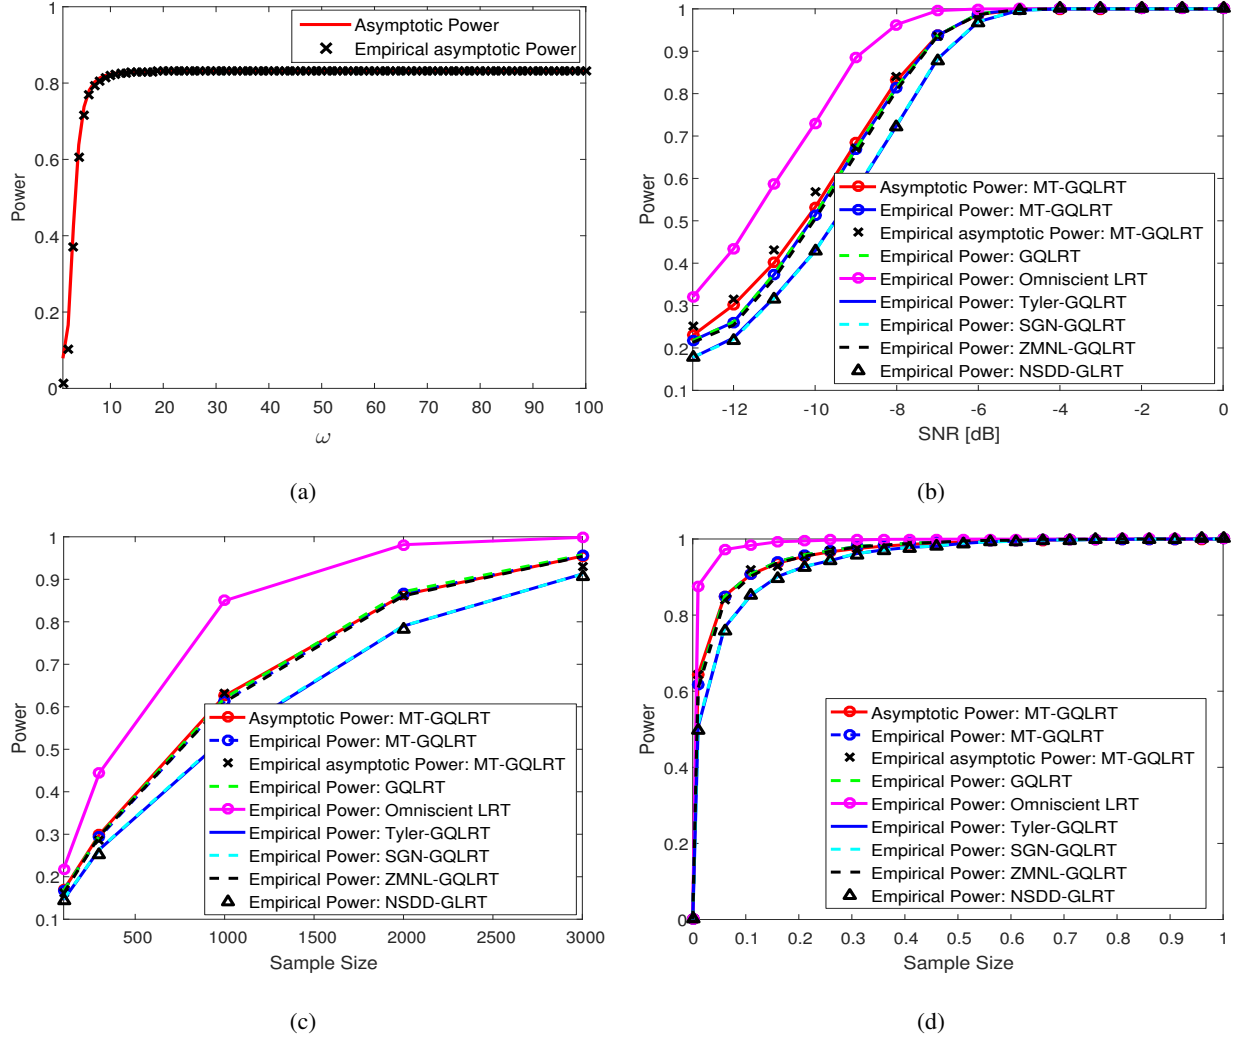 1
0.8
0.6
0.4
0.2
0
Power
10 20 30 40 50 60 70 80 90 100
ω
Asymptotic Power
Empirical asymptotic Power
(a)
1
0.9
0.8
0.7
0.6
0.5
0.4
0.3
0.2
0.1
Power
-12 -10 -8 -6 -4 -2 0
SNR [dB]
Asymptotic Power: MT-GQLRT
Empirical Power: MT-GQLRT
Empirical asymptotic Power: MT-GQLRT
Empirical Power: GQLRT
Empirical Power: Omniscient LRT
Empirical Power: Tyler-GQLRT
Empirical Power: SGN-GQLRT
Empirical Power: ZMNL-GQLRT
Empirical Power: NSDD-GLRT
(b)
1
0.9
0.8
0.7
0.6
0.5
0.4
0.3
0.2
0.1
Power
500 1000 1500 2000 2500 3000
Sample Size
Asymptotic Power: MT-GQLRT
Empirical Power: MT-GQLRT
Empirical asymptotic Power: MT-GQLRT
Empirical Power: GQLRT
Empirical Power: Omniscient LRT
Empirical Power: Tyler-GQLRT
Empirical Power: SGN-GQLRT
Empirical Power: ZMNL-GQLRT
Empirical Power: NSDD-GLRT
(c)
1
0.8
0.6
0.4
0.2
0
Power
0 0.1 0.2 0.3 0.4 0.5 0.6 0.7 0.8 0.9 1
Sample Size
Asymptotic Power: MT-GQLRT
Empirical Power: MT-GQLRT
Empirical asymptotic Power: MT-GQLRT
Empirical Power: GQLRT
Empirical Power: Omniscient LRT
Empirical Power: Tyler-GQLRT
Empirical Power: SGN-GQLRT
Empirical Power: ZMNL-GQLRT
Empirical Power: NSDD-GLRT
(d)